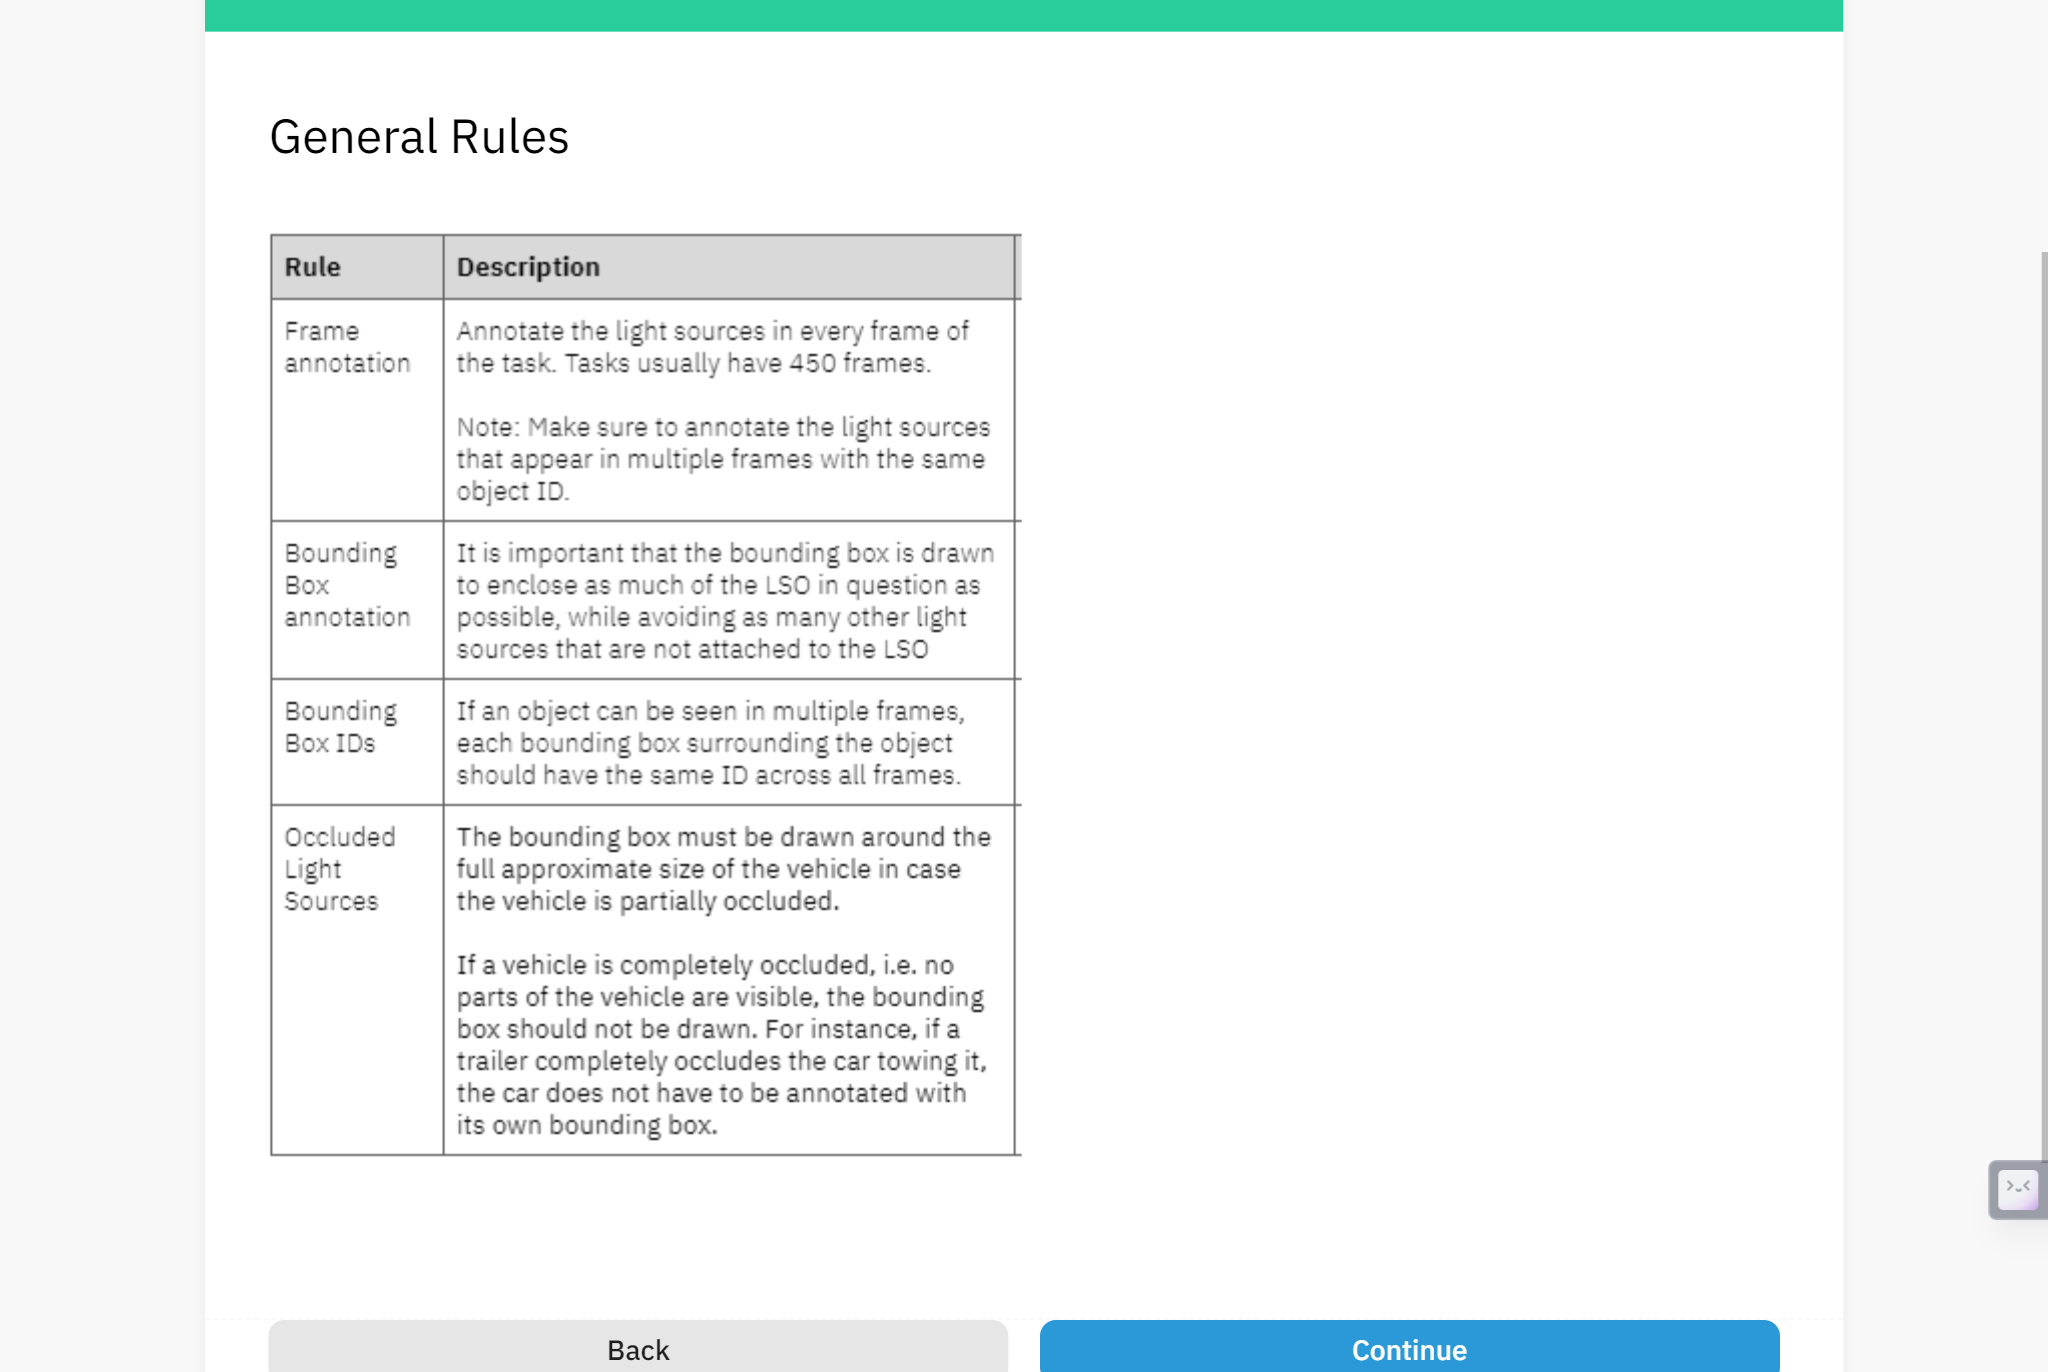 General Rules
Rule
Description
Frame
annotation
Annotate the light sources in every frame of
the task. Tasks usually have 450 frames.
Note: Make sure to annotate the light sources
that appear in multiple frames with the same
object ID.
Bounding
Box
annotation
It is important that the bounding box is drawn
to enclose as much of the LSO in question as
possible, while avoiding as many other light
sources that are not attached to the LSO
Bounding
Box IDs
If an object can be seen in multiple frames,
each bounding box surrounding the object
should have the same ID across all frames.
Occluded
Light
Sources
The bounding box must be drawn around the
full approximate size of the vehicle in case
the vehicle is partially occluded.
If a vehicle is completely occluded, i.e. no
parts of the vehicle are visible, the bounding
box should not be drawn. For instance, if a
trailer completely occludes the car towing it,
the car does not have to be annotated with
its own bounding box.
Back
Continue